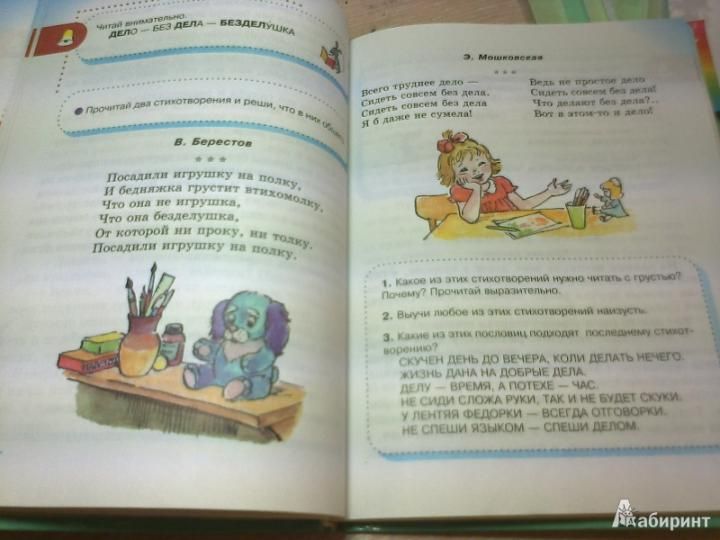 Читай внимательно.
ДЕЛО — БЕЗ ДЕЛА — БЕЗДЕЛУШКА
Прочитай два стихотворения и реши, что в них общего.
В. Берестов
***
Посадили игрушку на полку,
И бедняжка грустит втихомолку,
Что она не игрушка,
Что она безделушка,
От которой ни проку, ни толку.
Посадили игрушку на полку.
Э. Мошковская
***
Всего труднее дело —
Сидеть совсем без дела.
Сидеть совсем без дела
Я б даже не сумела!
Ведь не простое дело
Сидеть совсем без дела!
Что делают без дела?..
Вот в этом-то и дело!
1. Какое из этих стихотворений нужно читать с грустью?
Почему? Прочитай выразительно.
2. Выучи любое из этих стихотворений наизусть.
3. Какие из этих пословиц подходят последнему стихот-
ворению?
СКУЧЕН ДЕНЬ ДО ВЕЧЕРА, КОЛИ ДЕЛАТЬ НЕЧЕГО.
ЖИЗНЬ ДАНА НА ДОБРЫЕ ДЕЛА.
ДЕЛУ — ВРЕМЯ, А ПОТЕХЕ — ЧАС.
НЕ СИДИ СЛОЖА РУКИ, ТАК И НЕ БУДЕТ СКУКИ.
У ЛЕНТЯЯ ФЕДОРКИ — ВСЕГДА ОТГОВОРКИ.
НЕ СПЕШИ ЯЗЫКОМ — СПЕШИ ДЕЛОМ.
Лабиринт